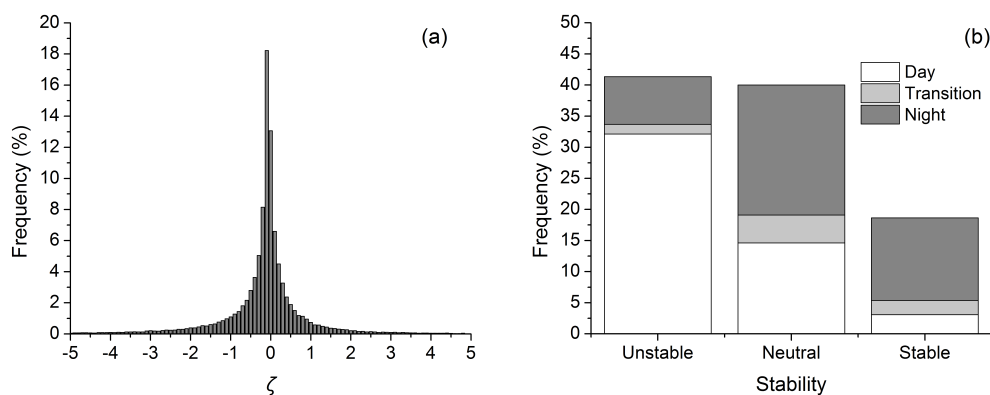 (a)
Frequency (%)
20
18
16
14
12
10
8
6
4
2
0
-5 -4 -3 -2 -1 0 1 2 3 4 5
ζ
(b)
Frequency (%)
50
45
40
35
30
25
20
15
10
5
0
Day
Transition
Night
Unstable Neutral Stable
Stability